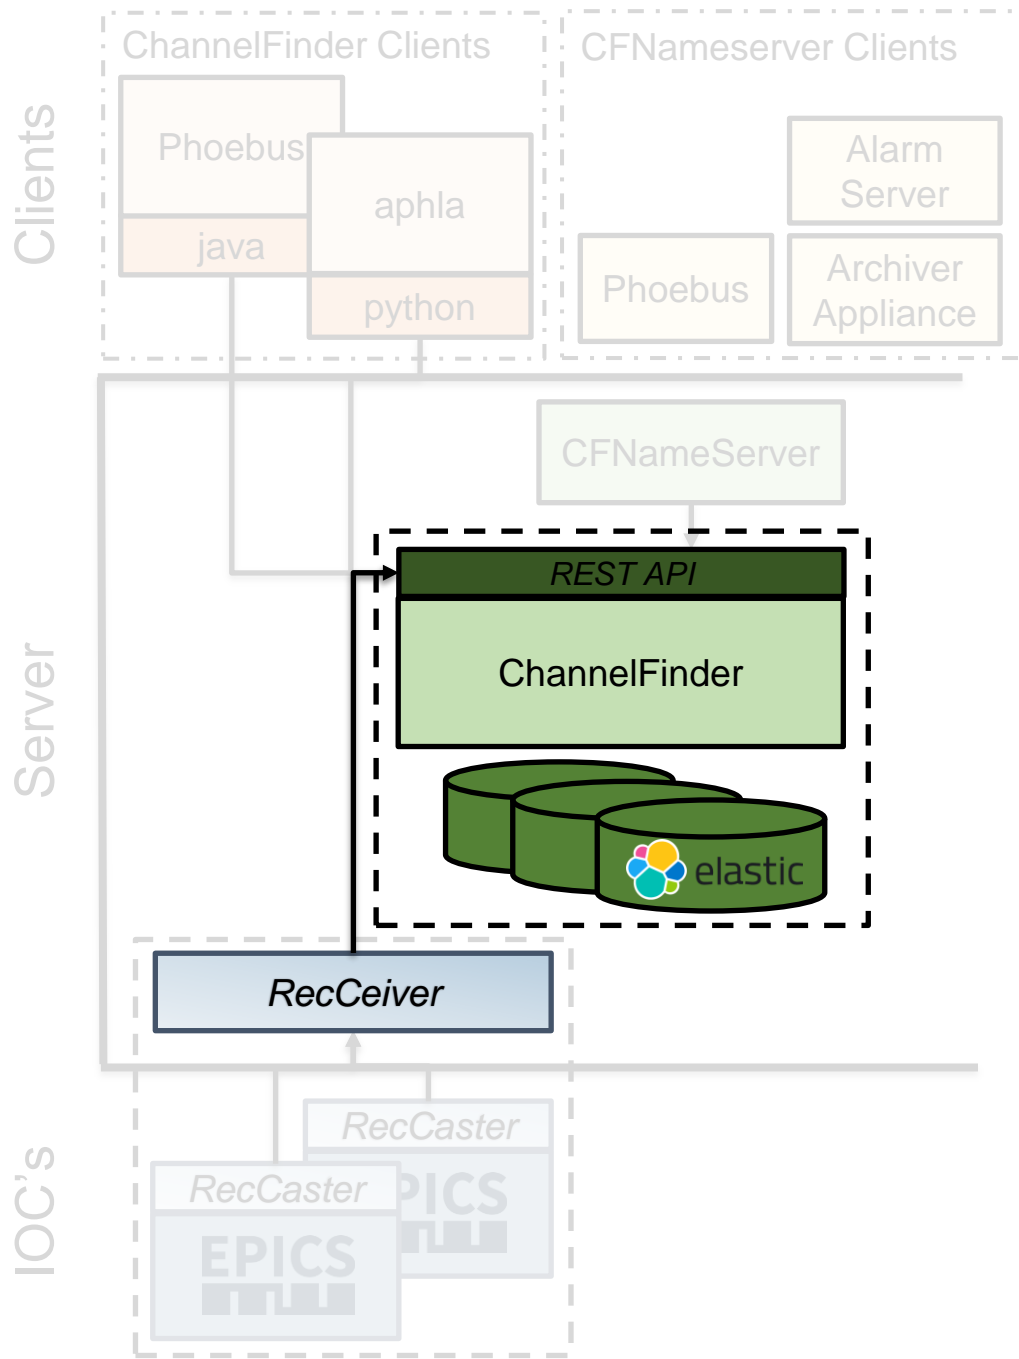 Clients
ChannelFinder Clients
Phoebus
java
aphla
python
CFNameserver Clients
Alarm
Server
Phoebus
Archiver
Appliance
Server
CFNameServer
REST API
ChannelFinder
elastic
RecCeiver
IOC's
RecCaster
PICS
RecCaster
EPICS